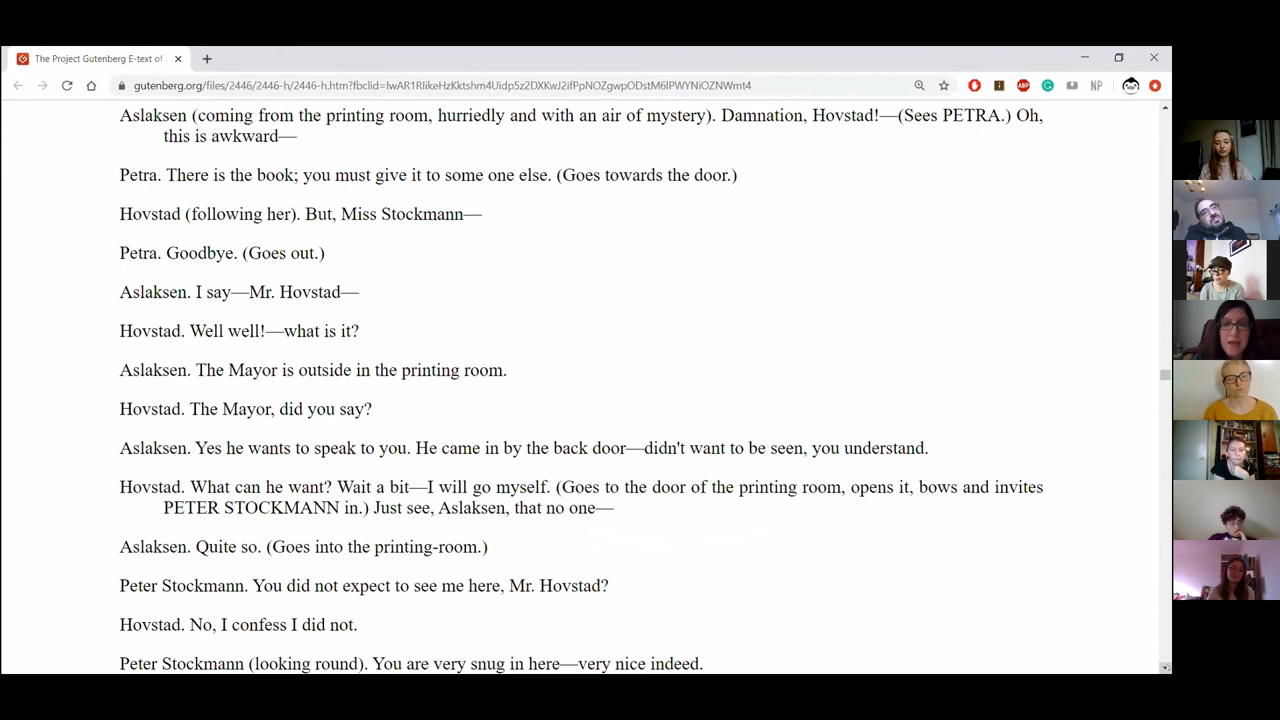 The Project Gutenberg E-text of
gutenberg.org/files/2446/2446-h/2446-h.htm?fbclid=IwAR1RIikeHzKktshm4Uidp5z2DXKwJ2ifPpNOZgwpODstM6lPWYNiOZNWmt4
ABP
NP
Aslaksen (coming from the printing room, hurriedly and with an air of mystery). Damnation, Hovstad!—(Sees PETRA.) Oh,
this is awkward—
Petra. There is the book; you must give it to some one else. (Goes towards the door.)
Hovstad (following her). But, Miss Stockmann—
Petra. Goodbye. (Goes out.)
Aslaksen. I say—Mr. Hovstad—
Hovstad. Well well!—what is it?
Aslaksen. The Mayor is outside in the printing room.
Hovstad. The Mayor, did you say?
Aslaksen. Yes he wants to speak to you. He came in by the back door—didn't want to be seen, you understand.
Hovstad. What can he want? Wait a bit—I will go myself. (Goes to the door of the printing room, opens it, bows and invites
PETER STOCKMANN in.) Just see, Aslaksen, that no one—
Aslaksen. Quite so. (Goes into the printing-room.)
Peter Stockmann. You did not expect to see me here, Mr. Hovstad?
Hovstad. No, I confess I did not.
Peter Stockmann (looking round). You are very snug in here—very nice indeed.